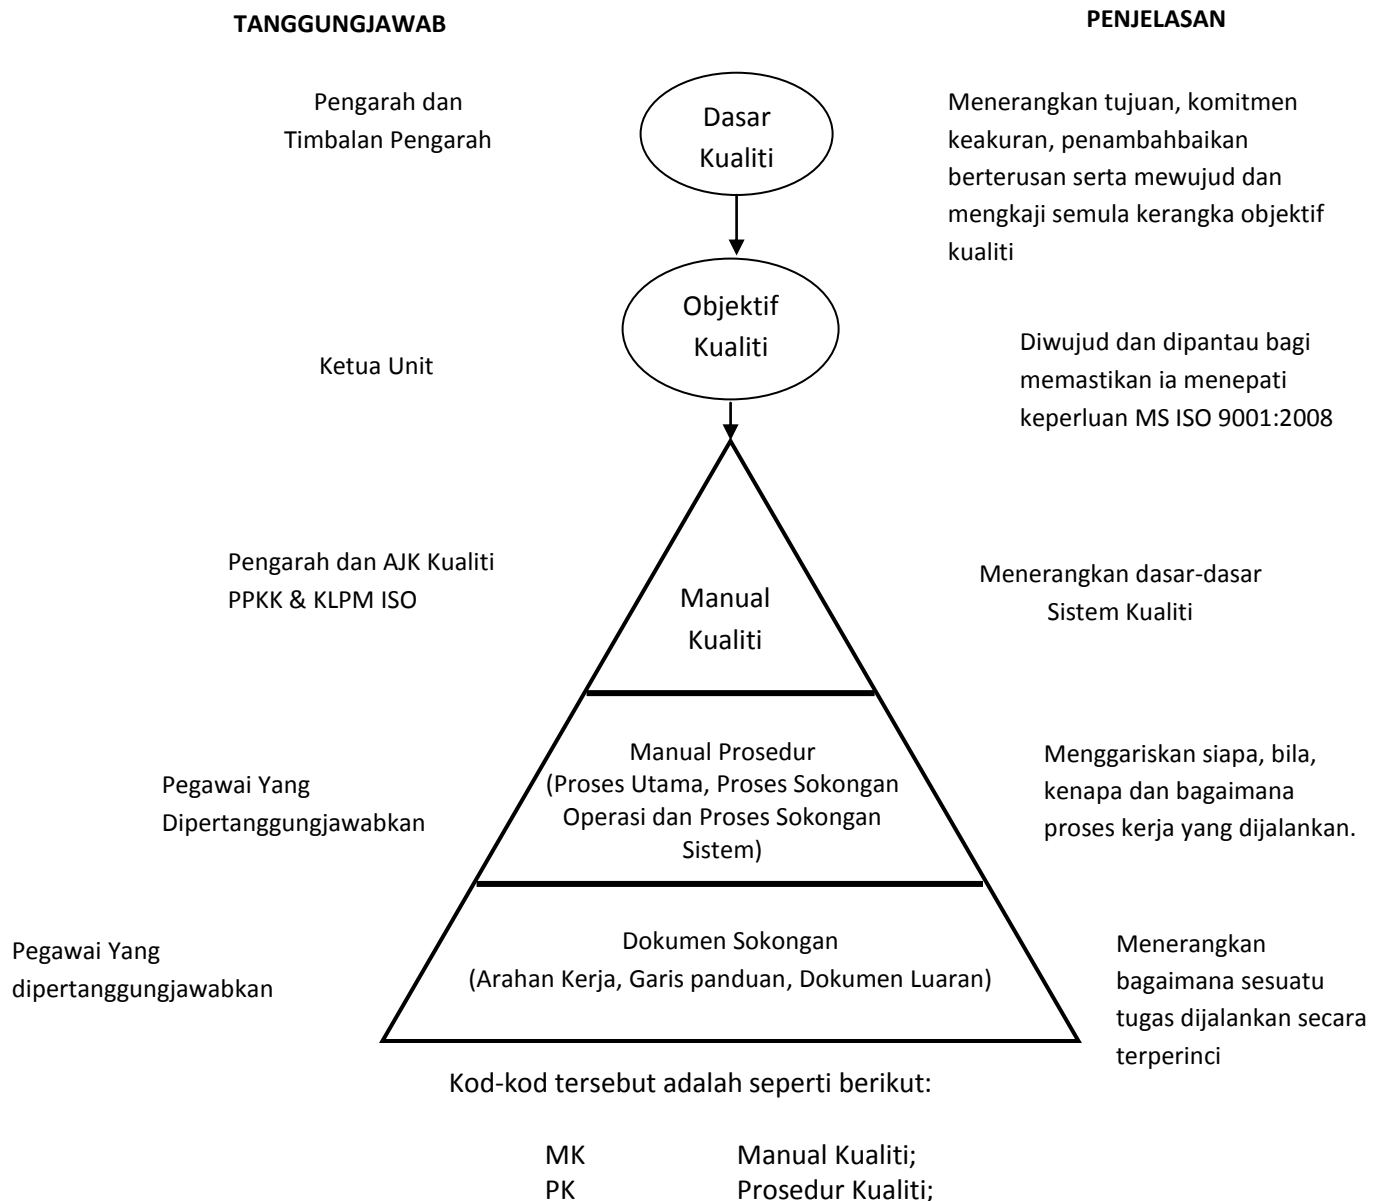 TANGGUNGJAWAB
PENJELASAN
Pengarah dan
Timbalan Pengarah
Dasar
Kualiti
Menerangkan tujuan, komitmen
keakuran, penambahbaikan
berterusan serta mewujud dan
mengkaji semula kerangka objektif
kualiti
Ketua Unit
Objektif
Kualiti
Diwujud dan dipantau bagi
memastikan ia menepati
keperluan MS ISO 9001:2008
Pengarah dan AJK Kualiti
PPKK & KLPM ISO
Manual
Kualiti
Menerangkan dasar-dasar
Sistem Kualiti
Pegawai Yang
Dipertanggungjawabkan
Manual Prosedur
(Proses Utama, Proses Sokongan
Operasi dan Proses Sokongan
Sistem)
Menggariskan siapa, bila,
kenapa dan bagaimana
proses kerja yang dijalankan.
Pegawai Yang
dipertanggungjawabkan
Dokumen Sokongan
(Arahan Kerja, Garis panduan, Dokumen Luaran)
Menerangkan
bagaimana sesuatu
tugas dijalankan secara
terperinci
Kod-kod tersebut adalah seperti berikut:
MK Manual Kualiti;
PK Prosedur Kualiti;